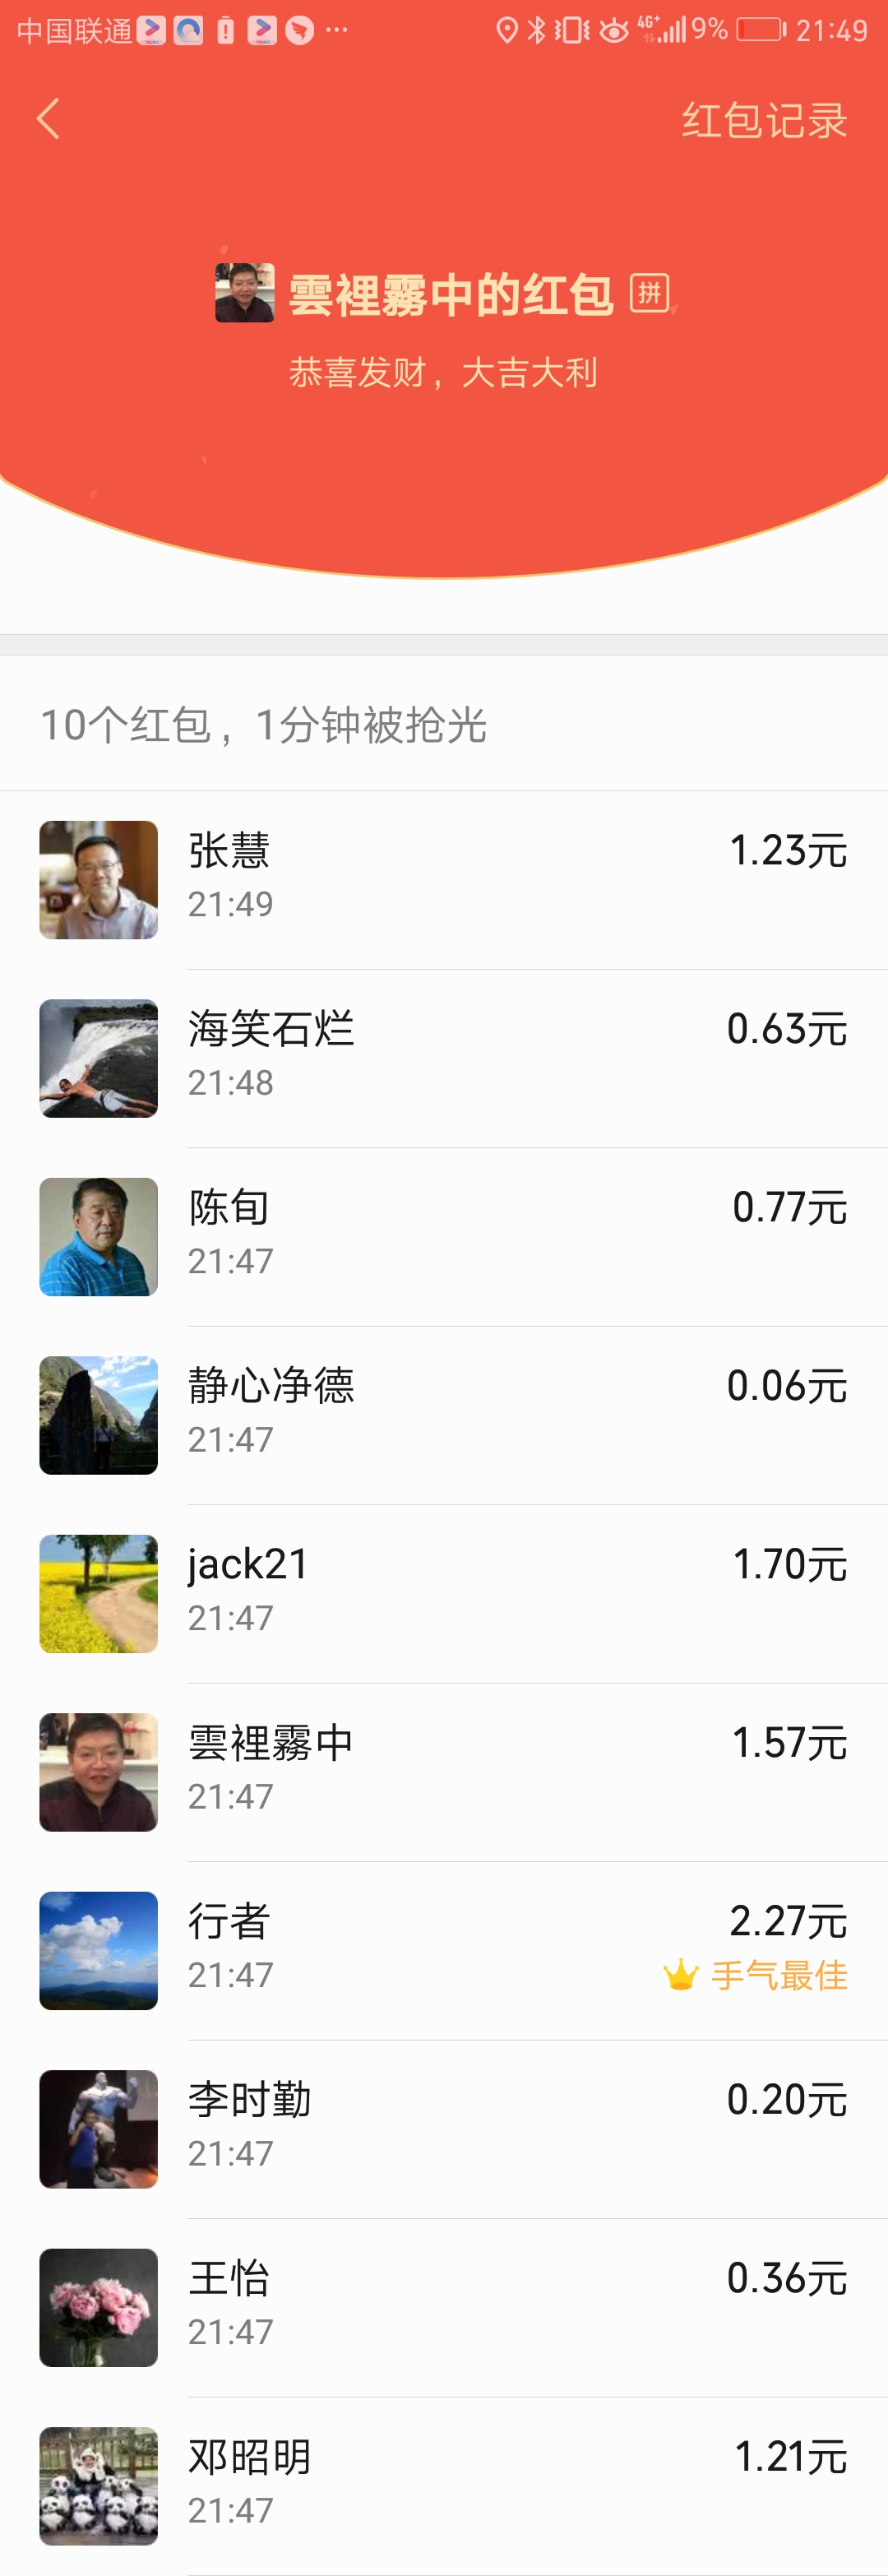 中国联通 4G+ 9% 21:49
红包记录
雲裡霧中的红包 拼
恭喜发财，大吉大利
10个红包，1分钟被抢光
张慧 1.23元
21:49
海笑石烂 0.63元
21:48
陈旬 0.77元
21:47
静心净德 0.06元
21:47
jack21 1.70元
21:47
雲裡霧中 1.57元
21:47
行者 2.27元
21:47 手气最佳
李时勤 0.20元
21:47
王怡 0.36元
21:47
邓昭明 1.21元
21:47